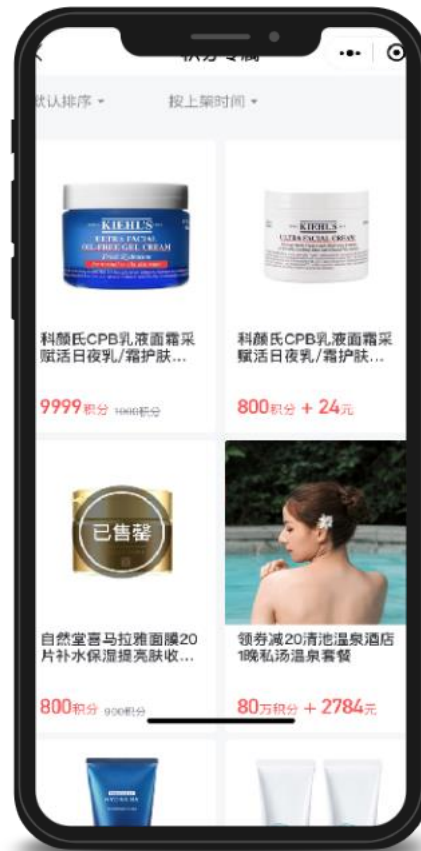 积分专属
默认排序
按上架时间
KIEHL'S
ULTRA FACIAL
OIL-FREE GEL CREAM
KIEHL'S
ULTRA FACIAL CREAM
科颜氏CPB乳液面霜采
赋活日夜乳/霜护肤...
9999积分 1000积分
科颜氏CPB乳液面霜采
赋活日夜乳/霜护肤...
800积分 + 24元
已售罄
自然堂喜马拉雅面膜20
片补水保湿提亮肤收...
800积分 900积分
领券减20清池温泉酒店
1晚私汤温泉套餐
80万积分 + 2784元